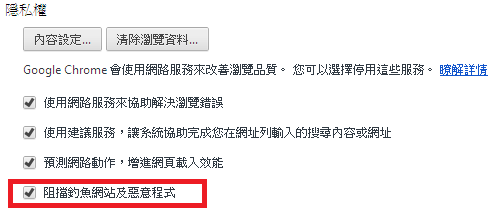 隱私權
內容設定... 清除瀏覽資料...
Google Chrome 會使用網路服務來改善瀏覽品質。 您可以選擇停用這些服務。 瞭解詳情
使用網路服務來協助解決瀏覽錯誤
使用建議服務，讓系統協助完成您在網址列輸入的搜尋內容或網址
預測網路動作，增進網頁載入效能
阻擋釣魚網站及惡意程式